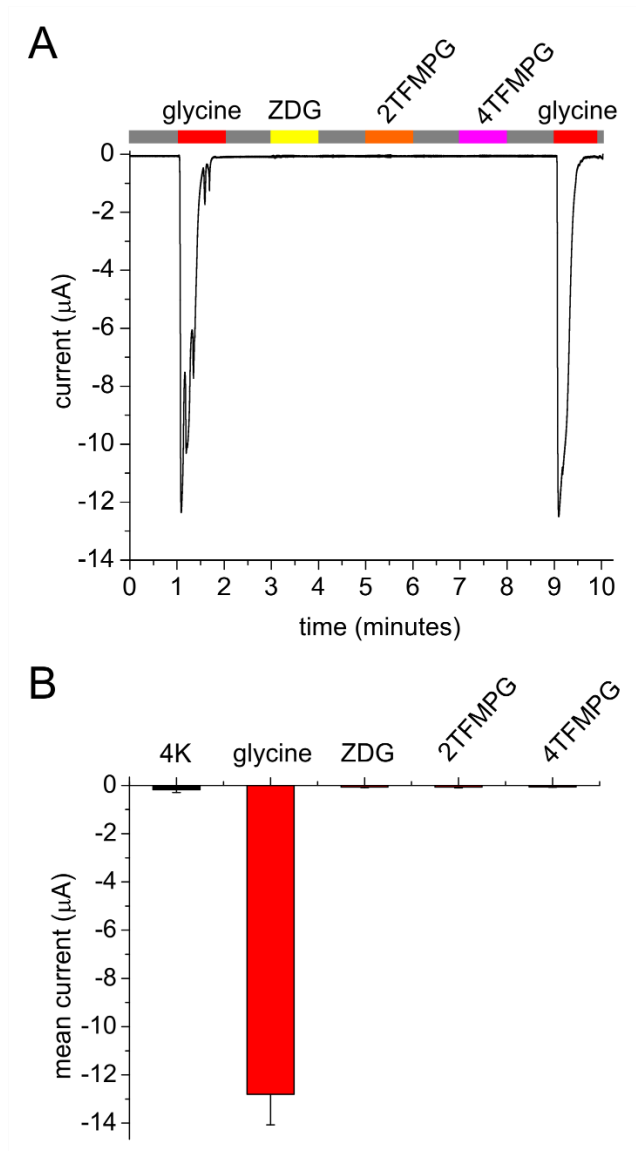 A
glycine ZDG 2TFMPG 4TFMPG glycine
0
-2
-4
-6
-8
-10
-12
-14
current (μA)
0 1 2 3 4 5 6 7 8 9 10
time (minutes)
B
4K glycine ZDG 2TFMPG 4TFMPG
0
-2
-4
-6
-8
-10
-12
-14
mean current (μA)